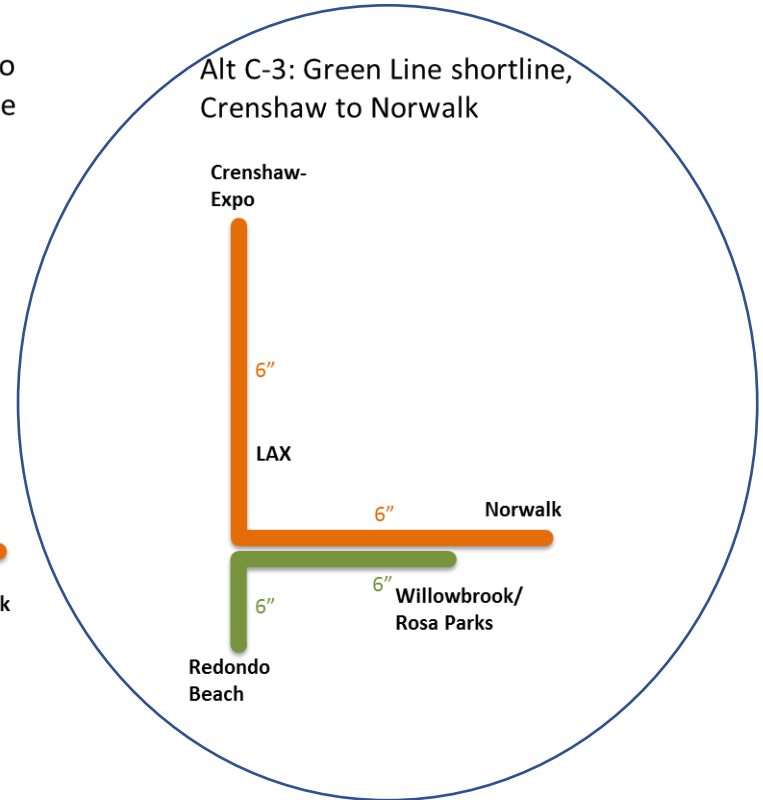 o
e
Alt C-3: Green Line shortline,
Crenshaw to Norwalk
Crenshaw-
Expo
6”
LAX
6”
Norwalk
6”
Willowbrook/
Rosa Parks
k
6”
Redondo
Beach